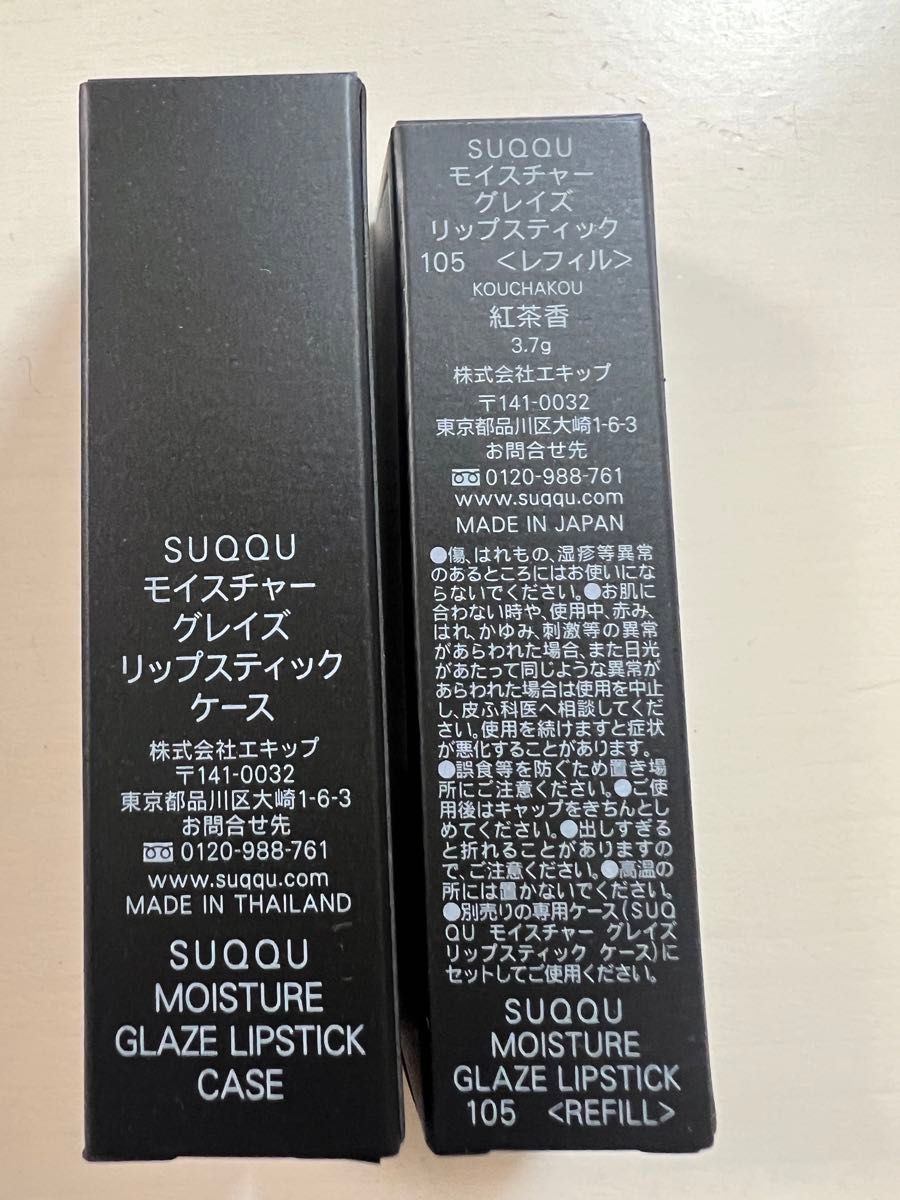 SUQQU
モイスチャー
グレイズ
リップスティック
ケース
株式会社エキップ
〒141-0032
東京都品川区大崎1-6-3
お問合せ先
0120-988-761
www.suqqu.com
MADE IN THAILAND
SUQQU
MOISTURE
GLAZE LIPSTICK
CASE
SUQQU
モイスチャー
グレイズ
リップスティック
105 <レフィル>
KOUCHAKOU
紅茶香
3.7g
株式会社エキップ
〒141-0032
東京都品川区大崎1-6-3
お問合せ先
0120-988-761
www.suqqu.com
MADE IN JAPAN
●傷、はれもの、湿疹等異常
のあるところにはお使いにな
らないでください。●お肌に
合わない時や、使用中、赤み、
はれ、かゆみ、刺激等の異常
があらわれた場合、また日光
があたって同じような異常が
あらわれた場合は使用を中止
し、皮ふ科医へ相談してくだ
さい。使用を続けますと症状
が悪化することがあります。
●誤食等を防ぐため置き場
所にご注意ください。●ご使
用後はキャップをきちんとし
めてください。●出しすぎる
と折れることがありますの
で、ご注意ください。●高温の
所には置かないでください。
●別売りの専用ケース(SUQ
QU モイスチャー グレイズ
リップスティック ケース)に
セットしてご使用ください。
SUQQU
MOISTURE
GLAZE LIPSTICK
105 <REFILL>